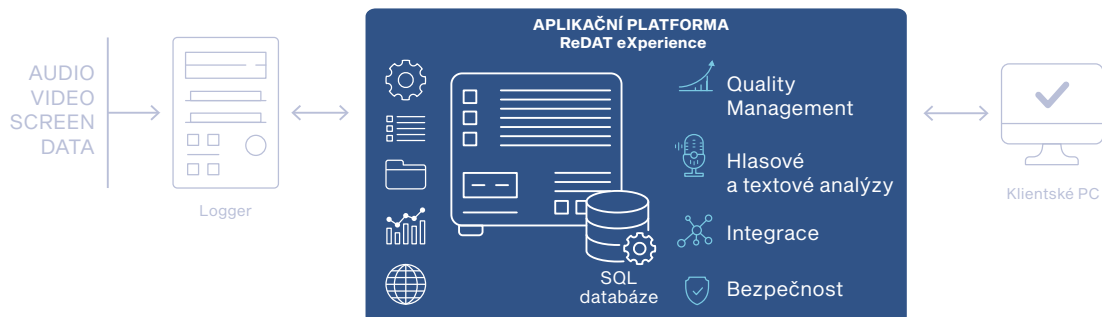 APLIKAČNÍ PLATFORMA
ReDAT eXperience
AUDIO
VIDEO
SCREEN
DATA
Logger
SQL
databáze
Quality
Management
Hlasové
a textové analýzy
Integrace
Bezpečnost
Klientské PC